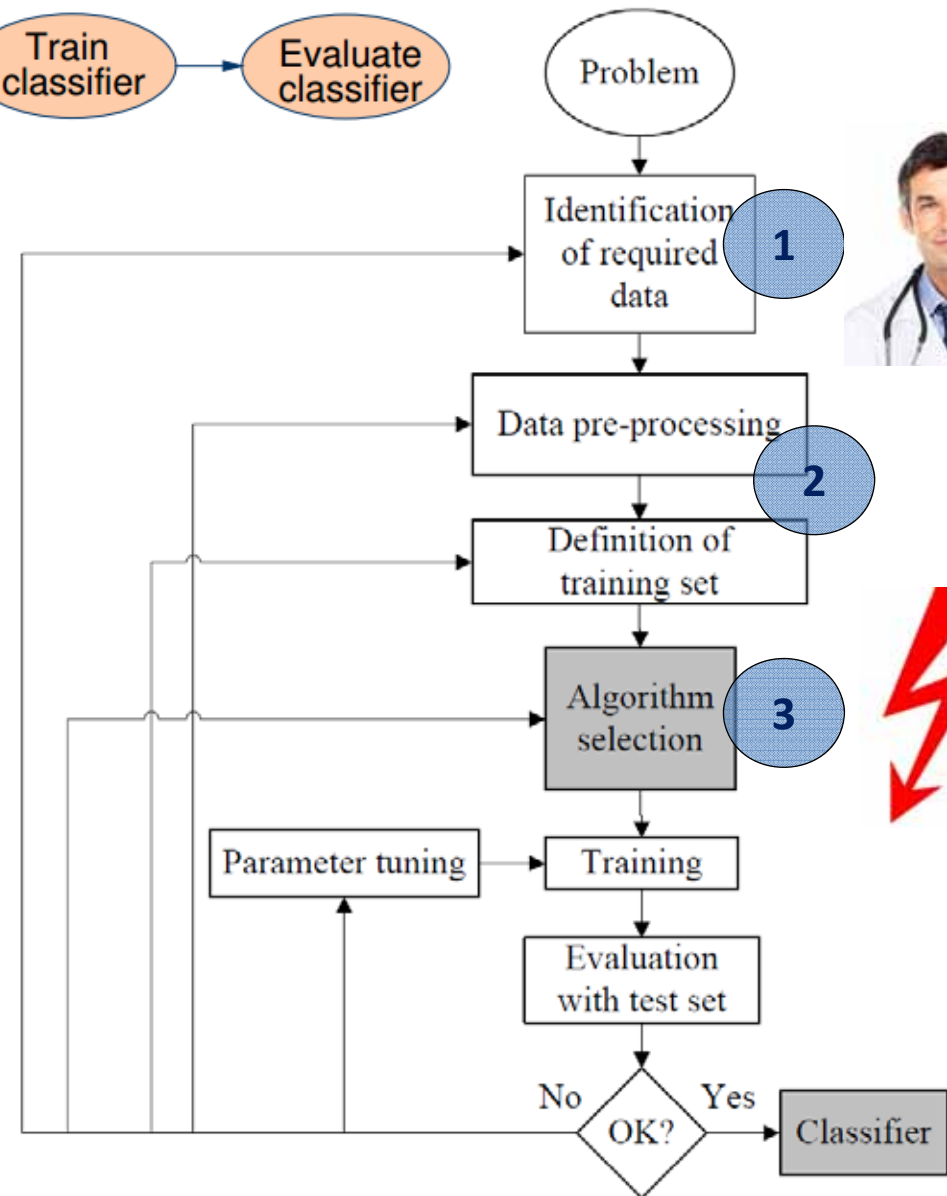 Train
classifier
Evaluate
classifier
Problem
Identification
of required
data
1
Data pre-processing
2
Definition of
training set
Algorithm
selection
3
Parameter tuning
Training
Evaluation
with test set
No
OK?
Yes
Classifier